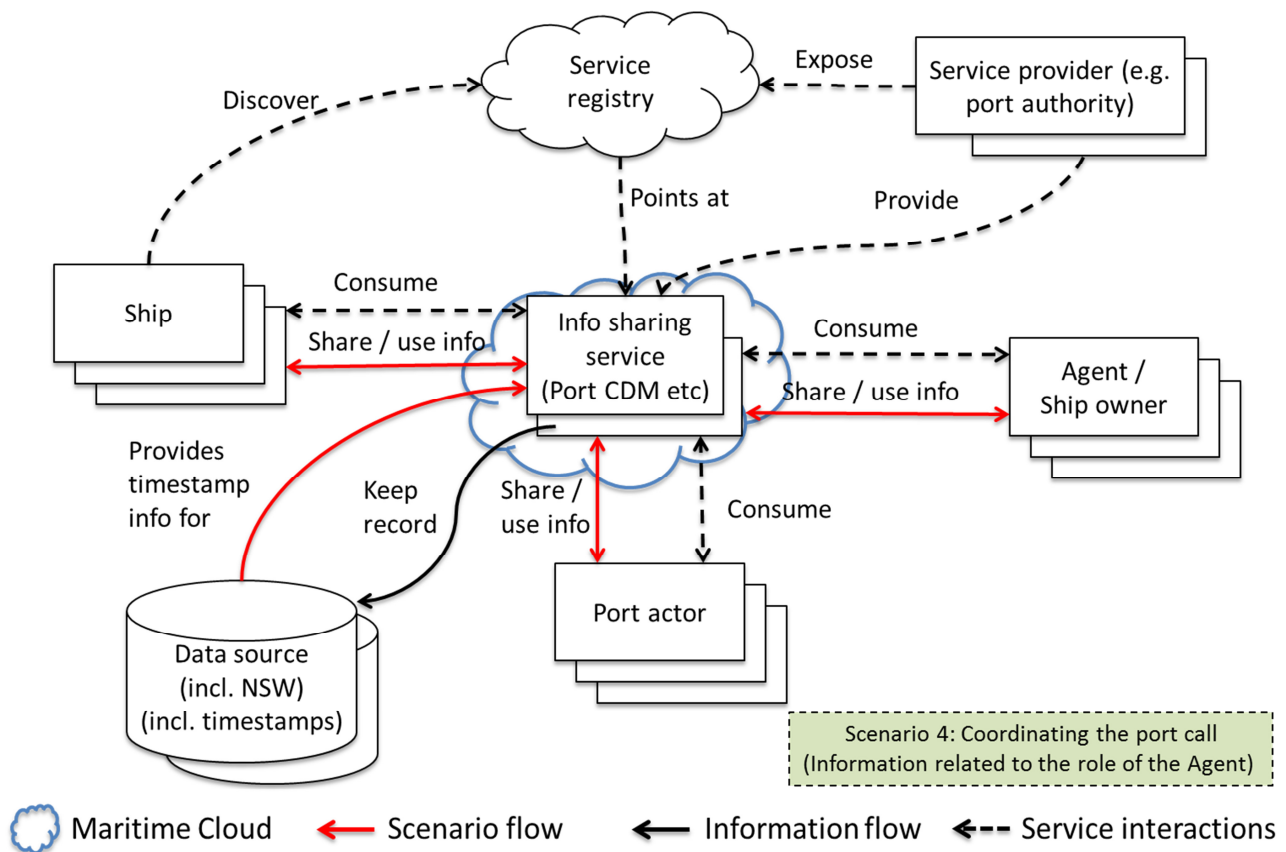 Service
registry
Expose
Service provider (e.g.
port authority)
Discover
Points at
Provide
Ship
Consume
Share / use info
Info sharing
service
(Port CDM etc)
Consume
Share / use info
Agent /
Ship owner
Provides
timestamp
info for
Keep
record
Share /
use info
Consume
Port actor
Data source
(incl. NSW)
(incl. timestamps)
Scenario 4: Coordinating the port call
(Information related to the role of the Agent)
Maritime Cloud
Scenario flow
Information flow
Service interactions